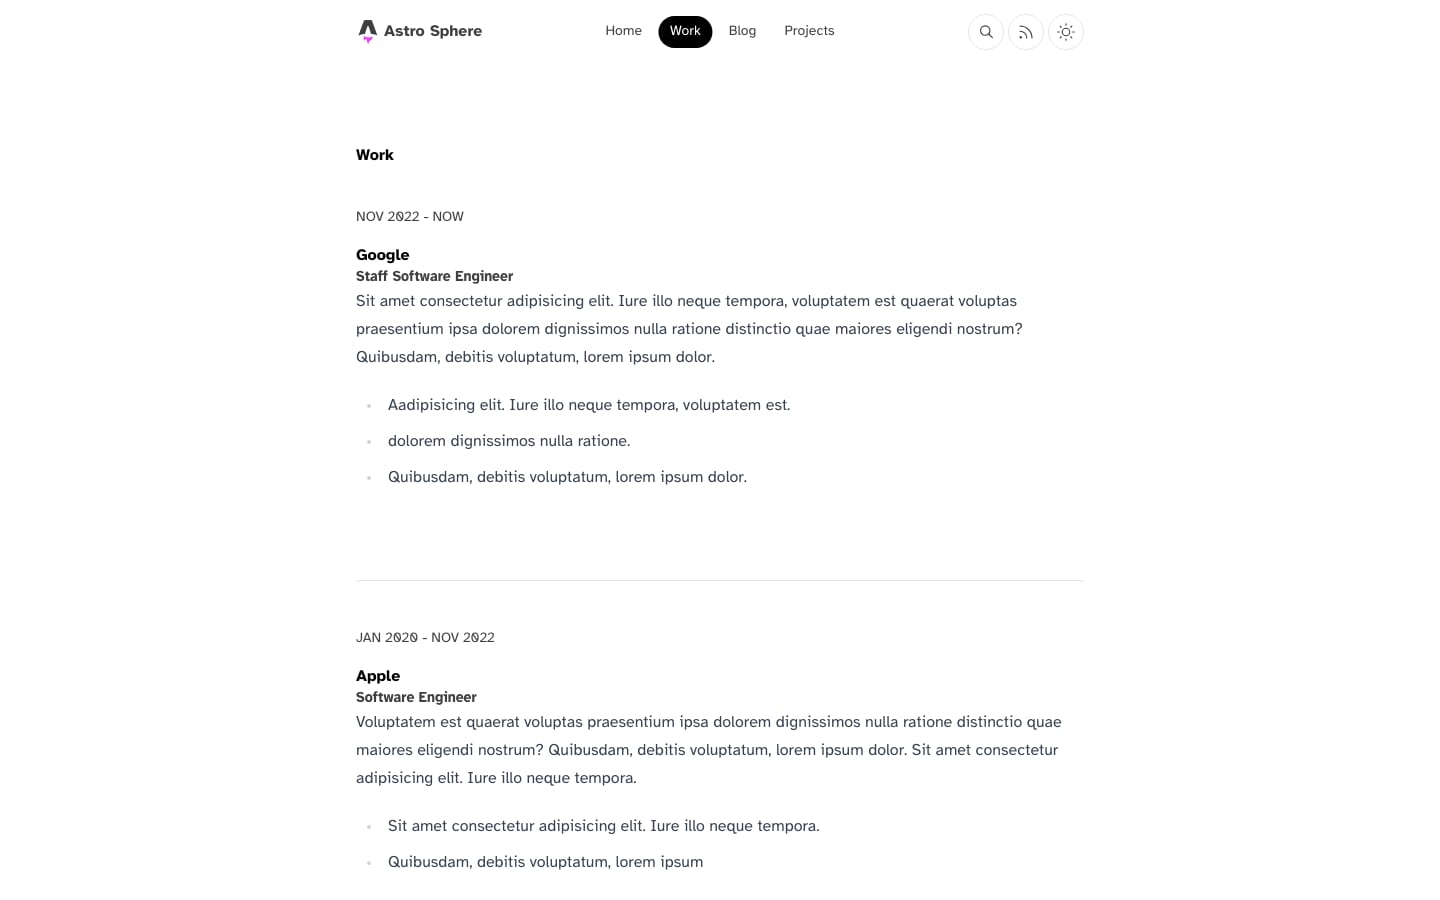 Astro Sphere
Home
Work
Blog
Projects
Work
NOV 2022 - NOW
Google
Staff Software Engineer
Sit amet consectetur adipisicing elit. Iure illo neque tempora, voluptatem est quaerat voluptas
praesentium ipsa dolorem dignissimos nulla ratione distinctio quae maiores eligendi nostrum?
Quibusdam, debitis voluptatum, lorem ipsum dolor.
Aadipisicing elit. Iure illo neque tempora, voluptatem est.
dolorem dignissimos nulla ratione.
Quibusdam, debitis voluptatum, lorem ipsum dolor.
JAN 2020 - NOV 2022
Apple
Software Engineer
Voluptatem est quaerat voluptas praesentium ipsa dolorem dignissimos nulla ratione distinctio quae
maiores eligendi nostrum? Quibusdam, debitis voluptatum, lorem ipsum dolor. Sit amet consectetur
adipisicing elit. Iure illo neque tempora.
Sit amet consectetur adipisicing elit. Iure illo neque tempora.
Quibusdam, debitis voluptatum, lorem ipsum